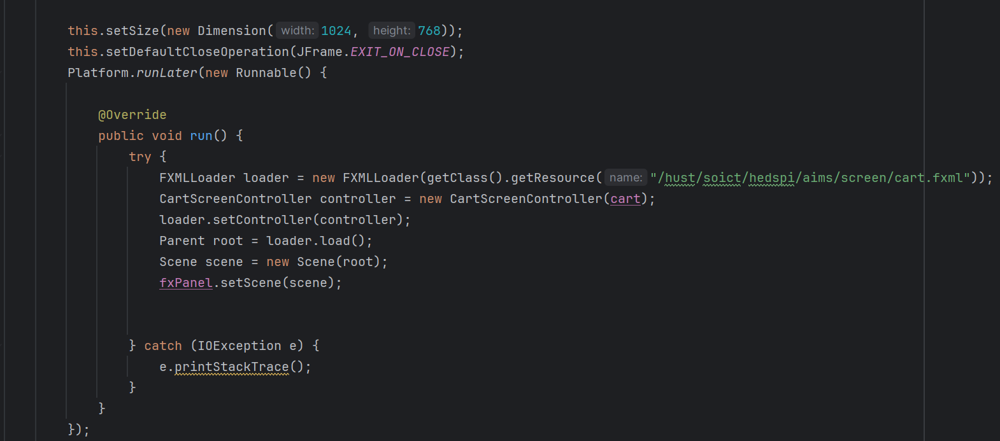 this.setSize(new Dimension( width: 1024, height: 768));
this.setDefaultCloseOperation(JFrame.EXIT_ON_CLOSE);
Platform.runLater(new Runnable() {
@Override
public void run() {
try {
FXMLLoader loader = new FXMLLoader(getClass().getResource( name: "/hust/soict/hedspi/aims/screen/cart.fxml"));
CartScreenController controller = new CartScreenController(cart);
loader.setController(controller);
Parent root = loader.load();
Scene scene = new Scene(root);
fxPanel.setScene(scene);
} catch (IOException e) {
e.printStackTrace();
}
}
});